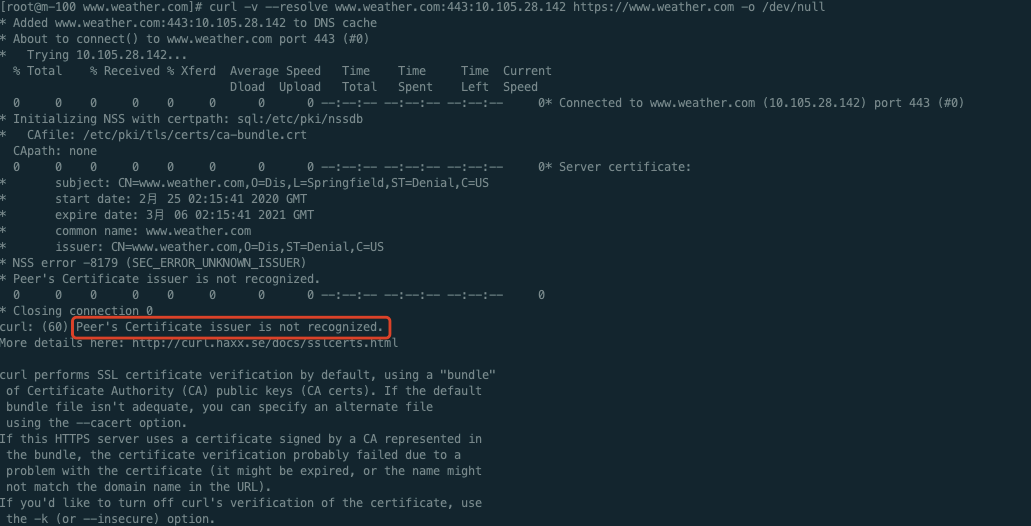 [root@m-100 www.weather.com]# curl -v --resolve www.weather.com:443:10.105.28.142 https://www.weather.com -o /dev/null
* Added www.weather.com:443:10.105.28.142 to DNS cache
* About to connect() to www.weather.com port 443 (#0)
*   Trying 10.105.28.142...
  % Total    % Received % Xferd  Average Speed   Time    Time     Time  Current
                                 Dload  Upload   Total   Spent    Left  Speed
  0     0    0     0    0     0      0      0 --:--:-- --:--:-- --:--:--     0* Connected to www.weather.com (10.105.28.142) port 443 (#0)
* Initializing NSS with certpath: sql:/etc/pki/nssdb
*   CAfile: /etc/pki/tls/certs/ca-bundle.crt
  CApath: none
  0     0    0     0    0     0      0      0 --:--:-- --:--:-- --:--:--     0* Server certificate:
*       subject: CN=www.weather.com,O=Dis,L=Springfield,ST=Denial,C=US
*       start date: 2月 25 02:15:41 2020 GMT
*       expire date: 3月 06 02:15:41 2021 GMT
*       common name: www.weather.com
*       issuer: CN=www.weather.com,O=Dis,ST=Denial,C=US
* NSS error -8179 (SEC_ERROR_UNKNOWN_ISSUER)
* Peer's Certificate issuer is not recognized.
  0     0    0     0    0     0      0      0 --:--:-- --:--:-- --:--:--     0
* Closing connection 0
curl: (60) Peer's Certificate issuer is not recognized.
More details here: http://curl.haxx.se/docs/sslcerts.html

curl performs SSL certificate verification by default, using a "bundle"
 of Certificate Authority (CA) public keys (CA certs). If the default
 bundle file isn't adequate, you can specify an alternate file
 using the --cacert option.
If this HTTPS server uses a certificate signed by a CA represented in
 the bundle, the certificate verification probably failed due to a
 problem with the certificate (it might be expired, or the name might
 not match the domain name in the URL).
If you'd like to turn off curl's verification of the certificate, use
 the -k (or --insecure) option.